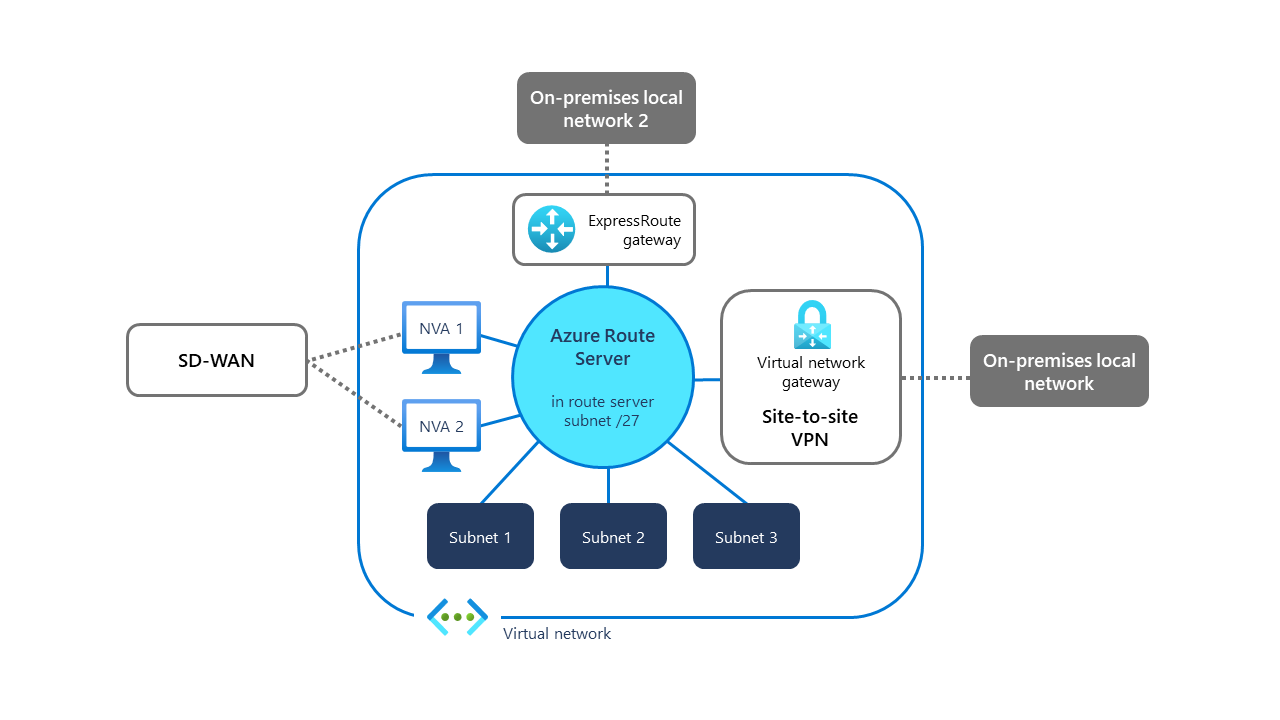 On-premises local
network 2
ExpressRoute
gateway
NVA 1
Azure Route
Server
in route server
subnet /27
Virtual network
gateway
Site-to-site
VPN
SD-WAN
On-premises local
network
NVA 2
Subnet 1
Subnet 2
Subnet 3
Virtual network